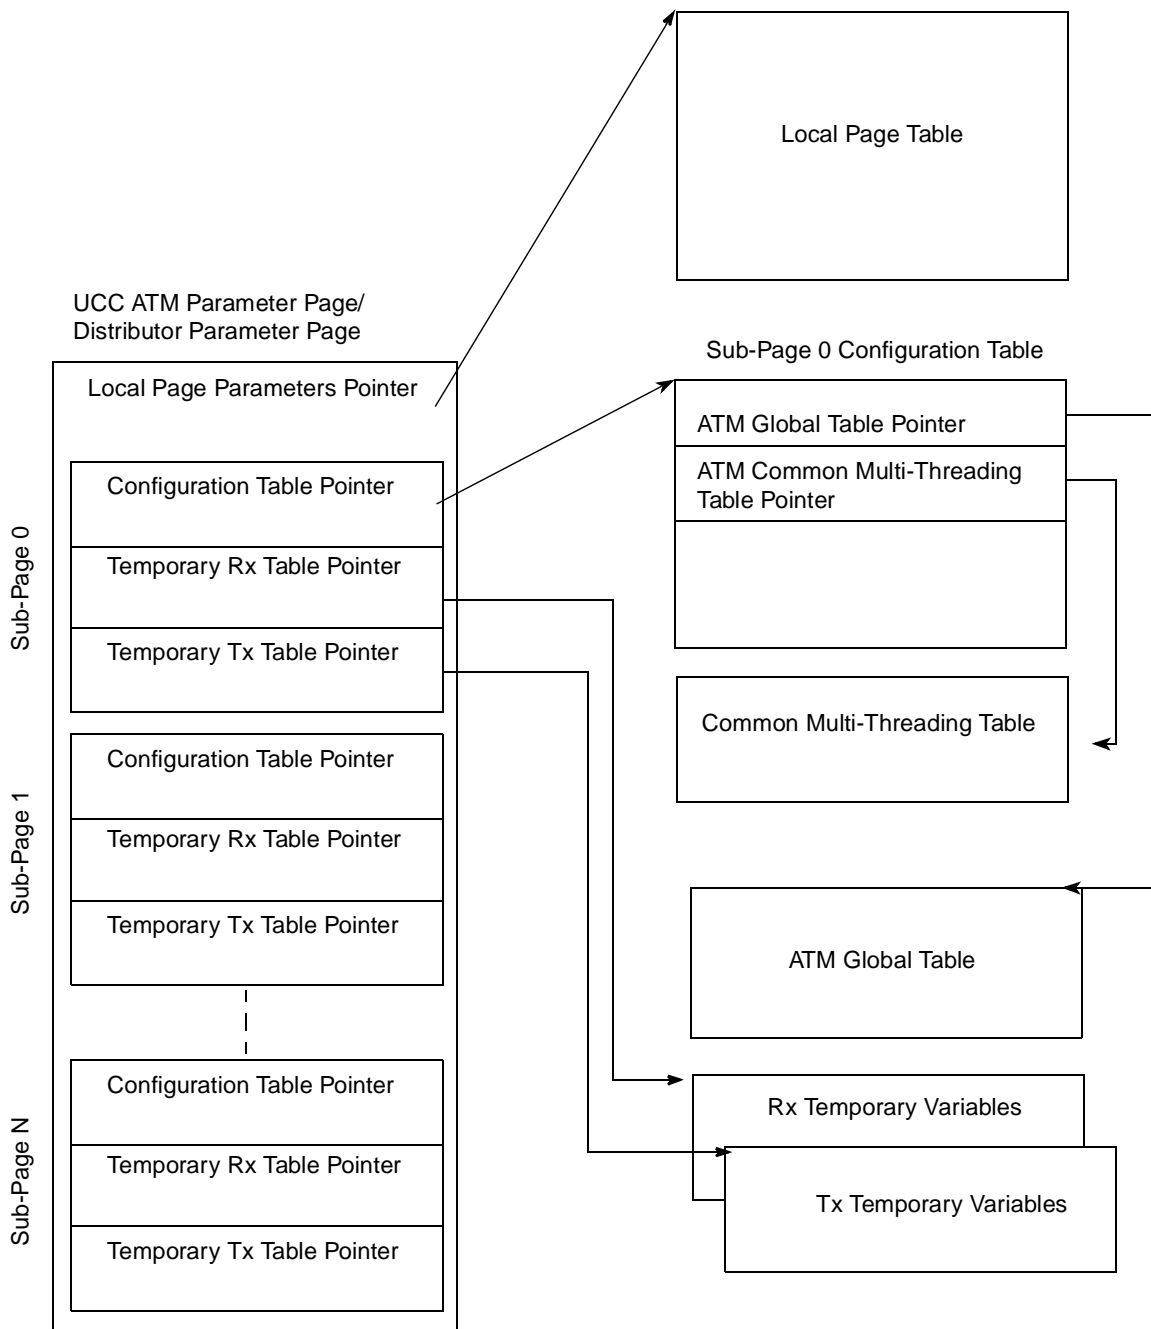 Local Page Table
UCC ATM Parameter Page/
Distributor Parameter Page
Local Page Parameters Pointer
Sub-Page 0
Configuration Table Pointer
Temporary Rx Table Pointer
Temporary Tx Table Pointer
Sub-Page 1
Configuration Table Pointer
Temporary Rx Table Pointer
Temporary Tx Table Pointer
Sub-Page N
Configuration Table Pointer
Temporary Rx Table Pointer
Temporary Tx Table Pointer
Sub-Page 0 Configuration Table
ATM Global Table Pointer
ATM Common Multi-Threading
Table Pointer
Common Multi-Threading Table
ATM Global Table
Rx Temporary Variables
Tx Temporary Variables